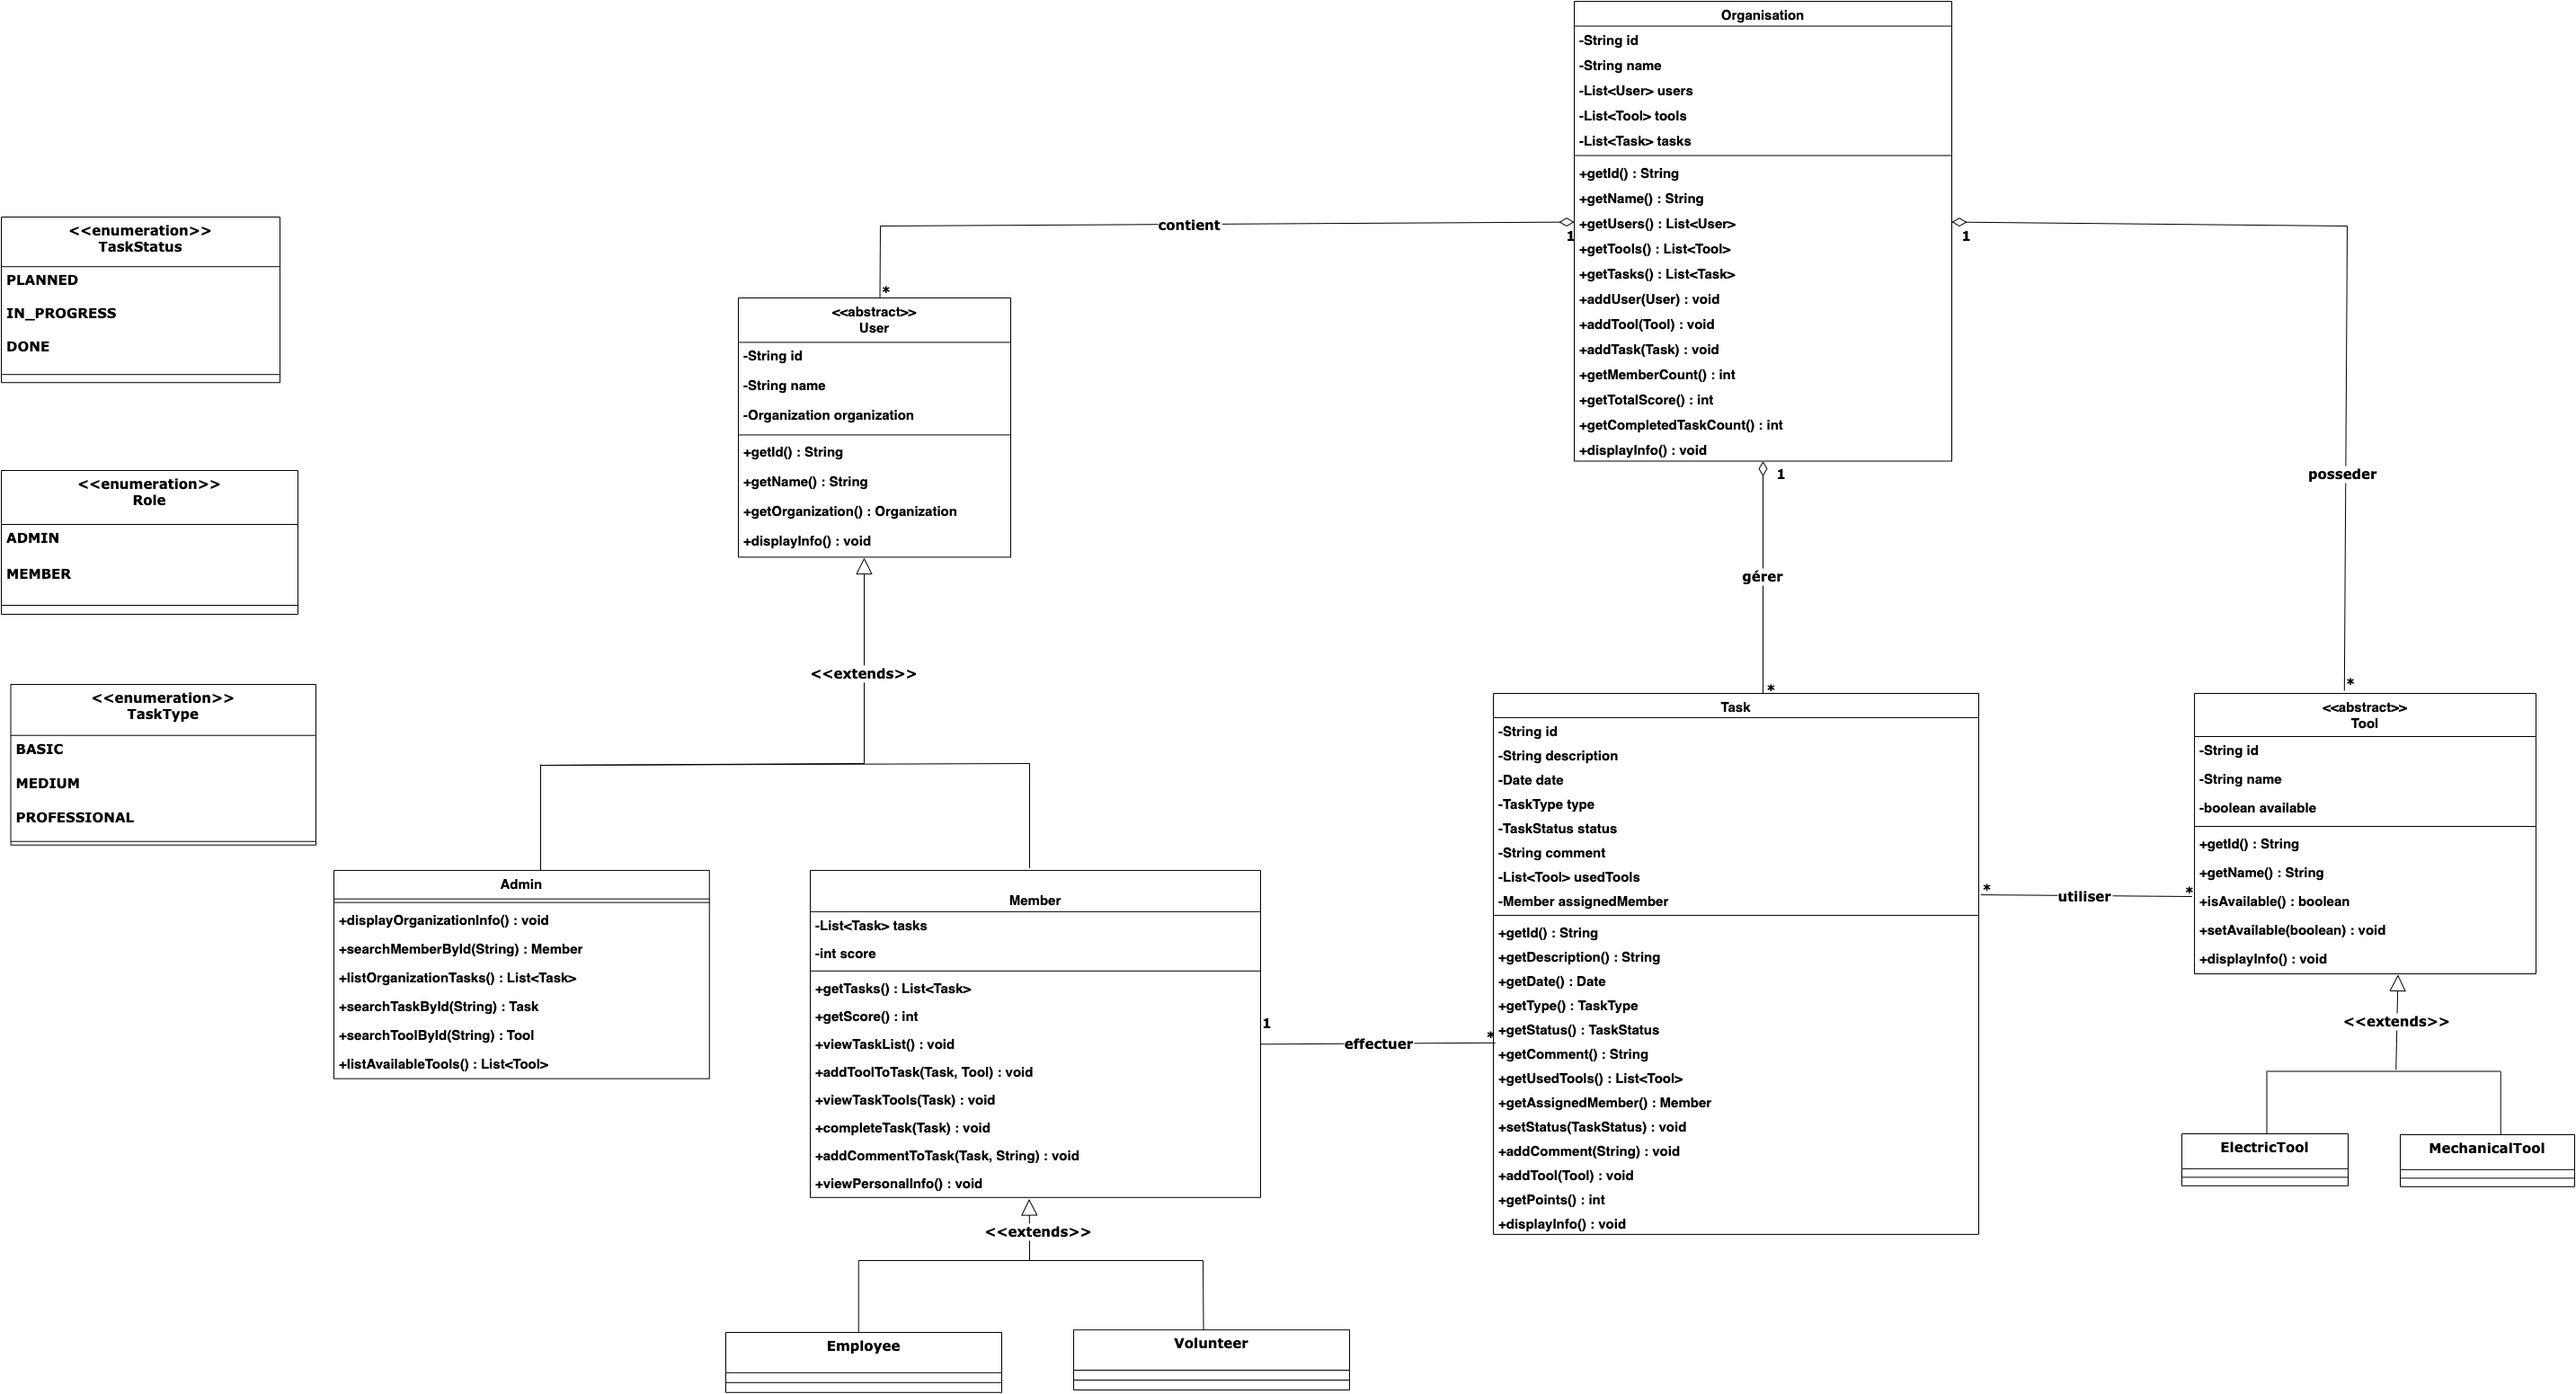 Organisation
-String id
-String name
-List<User> users
-List<Tool> tools
-List<Task> tasks
+getId() : String
+getName() : String
+getUsers() : List<User>
+getTools() : List<Tool>
+getTasks() : List<Task>
+addUser(User) : void
+addTool(Tool) : void
+addTask(Task) : void
+getMemberCount() : int
+getTotalScore() : int
+getCompletedTaskCount() : int
+displayInfo() : void
contient
1
*
1
posseder
*
1
gérer
*
<<enumeration>>
TaskStatus
PLANNED
IN_PROGRESS
DONE
<<enumeration>>
Role
ADMIN
MEMBER
<<enumeration>>
TaskType
BASIC
MEDIUM
PROFESSIONAL
<<abstract>>
User
-String id
-String name
-Organization organization
+getId() : String
+getName() : String
+getOrganization() : Organization
+displayInfo() : void
<<extends>>
Admin
+displayOrganizationInfo() : void
+searchMemberById(String) : Member
+listOrganizationTasks() : List<Task>
+searchTaskById(String) : Task
+searchToolById(String) : Tool
+listAvailableTools() : List<Tool>
Member
-List<Task> tasks
-int score
+getTasks() : List<Task>
+getScore() : int
+viewTaskList() : void
+addToolToTask(Task, Tool) : void
+viewTaskTools(Task) : void
+completeTask(Task) : void
+addCommentToTask(Task, String) : void
+viewPersonalInfo() : void
1
effectuer
*
<<extends>>
Employee
Volunteer
Task
-String id
-String description
-Date date
-TaskType type
-TaskStatus status
-String comment
-List<Tool> usedTools
-Member assignedMember
+getId() : String
+getDescription() : String
+getDate() : Date
+getType() : TaskType
+getStatus() : TaskStatus
+getComment() : String
+getUsedTools() : List<Tool>
+getAssignedMember() : Member
+setStatus(TaskStatus) : void
+addComment(String) : void
+addTool(Tool) : void
+getPoints() : int
+displayInfo() : void
*
utiliser
*
<<abstract>>
Tool
-String id
-String name
-boolean available
+getId() : String
+getName() : String
+isAvailable() : boolean
+setAvailable(boolean) : void
+displayInfo() : void
<<extends>>
ElectricTool
MechanicalTool